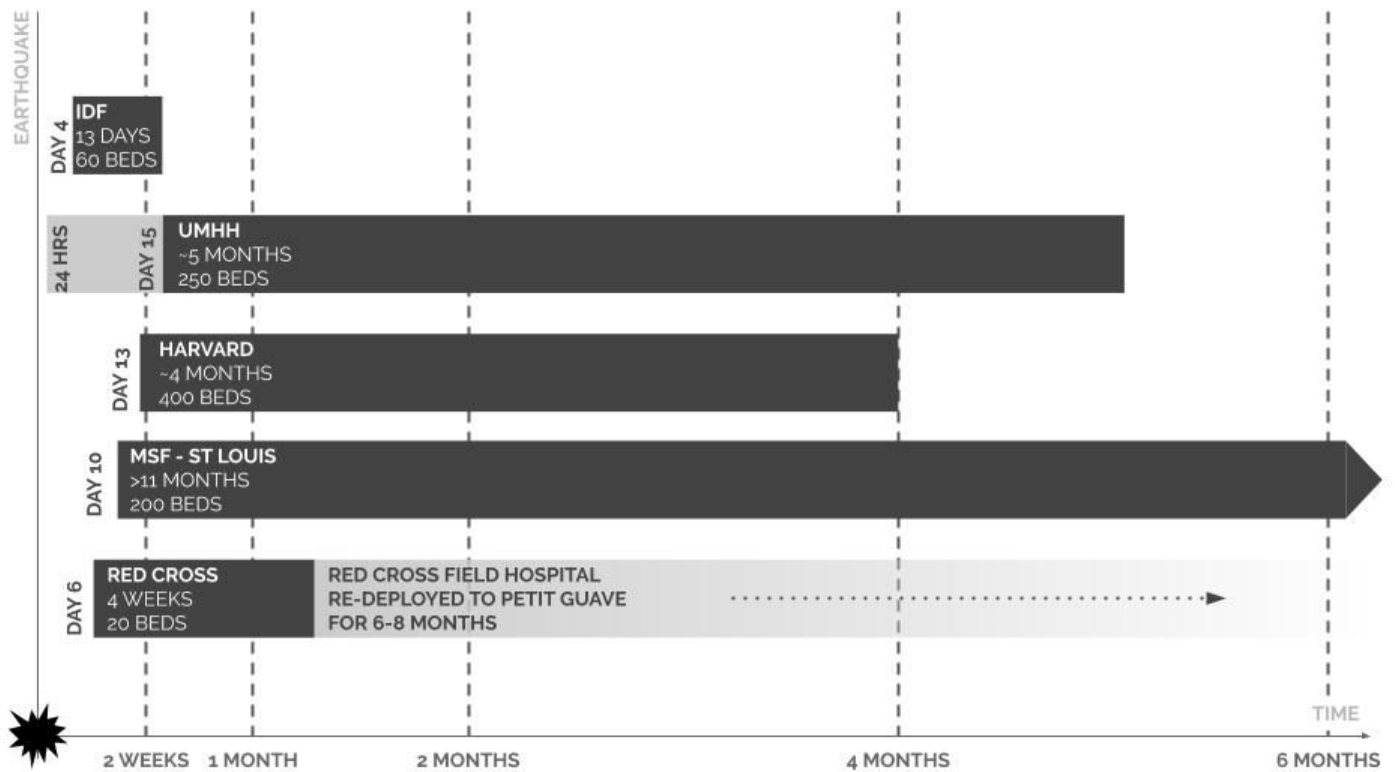 EARTHQUAKE
DAY 4
IDF
13 DAYS
60 BEDS
24 HRS
DAY 15
UMHH
~5 MONTHS
250 BEDS
DAY 13
HARVARD
~4 MONTHS
400 BEDS
DAY 10
MSF - ST LOUIS
>11 MONTHS
200 BEDS
DAY 6
RED CROSS
4 WEEKS
20 BEDS
RED CROSS FIELD HOSPITAL
RE-DEPLOYED TO PETIT GUAVE
FOR 6-8 MONTHS
TIME
2 WEEKS
1 MONTH
2 MONTHS
4 MONTHS
6 MONTHS